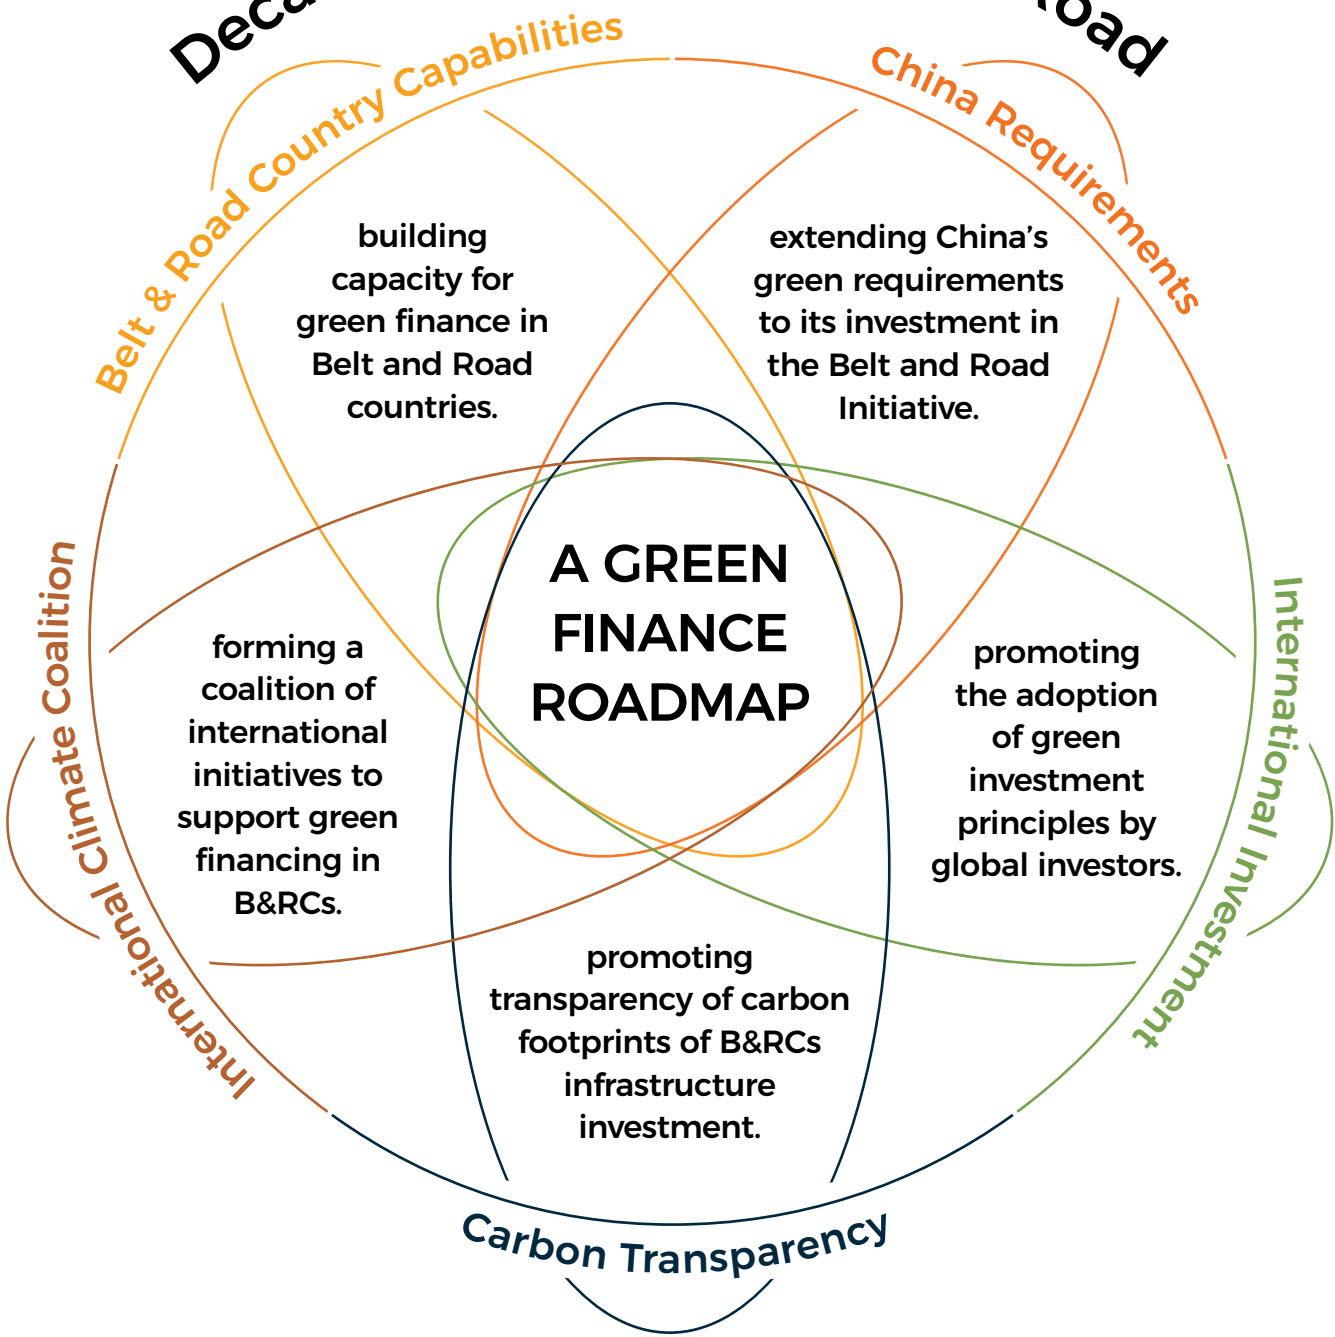 Road
Belt & Road Country Capabilities
China Requirements
building
capacity for
green finance in
Belt and Road
countries.
extending China’s
green requirements
to its investment in
the Belt and Road
Initiative.
A GREEN
FINANCE
ROADMAP
International Climate Coalition
forming a
coalition of
international
initiatives to
support green
financing in
B&RCs.
promoting
the adoption
of green
investment
principles by
global investors.
International Investment
promoting
transparency of carbon
footprints of B&RCs
infrastructure
investment.
Carbon Transparency